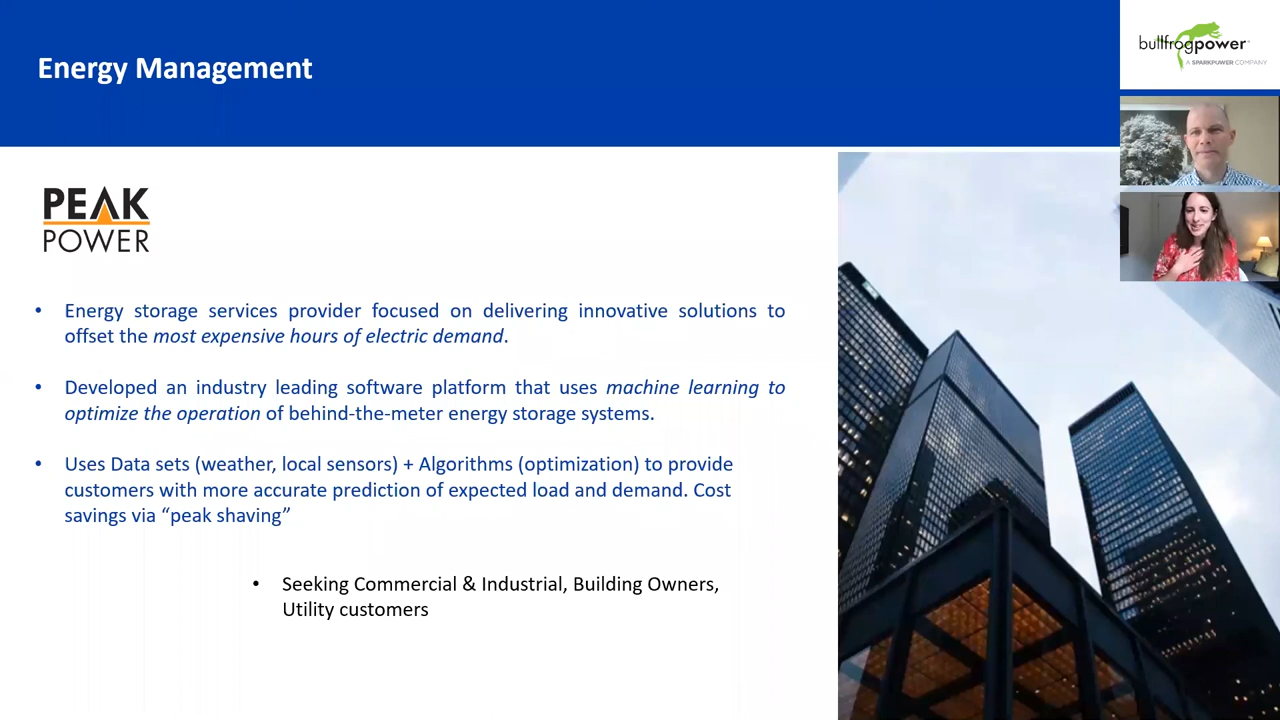 Energy Management
bullfrogpower
A SPARKPOWER COMPANY
PEAK
POWER
• Energy storage services provider focused on delivering innovative solutions to
offset the most expensive hours of electric demand.
• Developed an industry leading software platform that uses machine learning to
optimize the operation of behind-the-meter energy storage systems.
• Uses Data sets (weather, local sensors) + Algorithms (optimization) to provide
customers with more accurate prediction of expected load and demand. Cost
savings via “peak shaving”
• Seeking Commercial & Industrial, Building Owners,
Utility customers